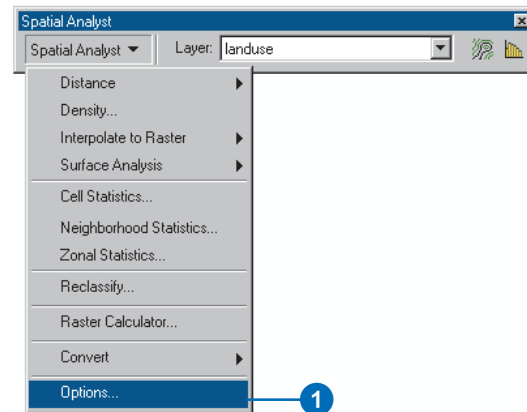 Spatial Analyst
Spatial Analyst Layer: landuse
Distance
Density...
Interpolate to Raster
Surface Analysis
Cell Statistics...
Neighborhood Statistics...
Zonal Statistics...
Reclassify...
Raster Calculator...
Convert
Options... 1